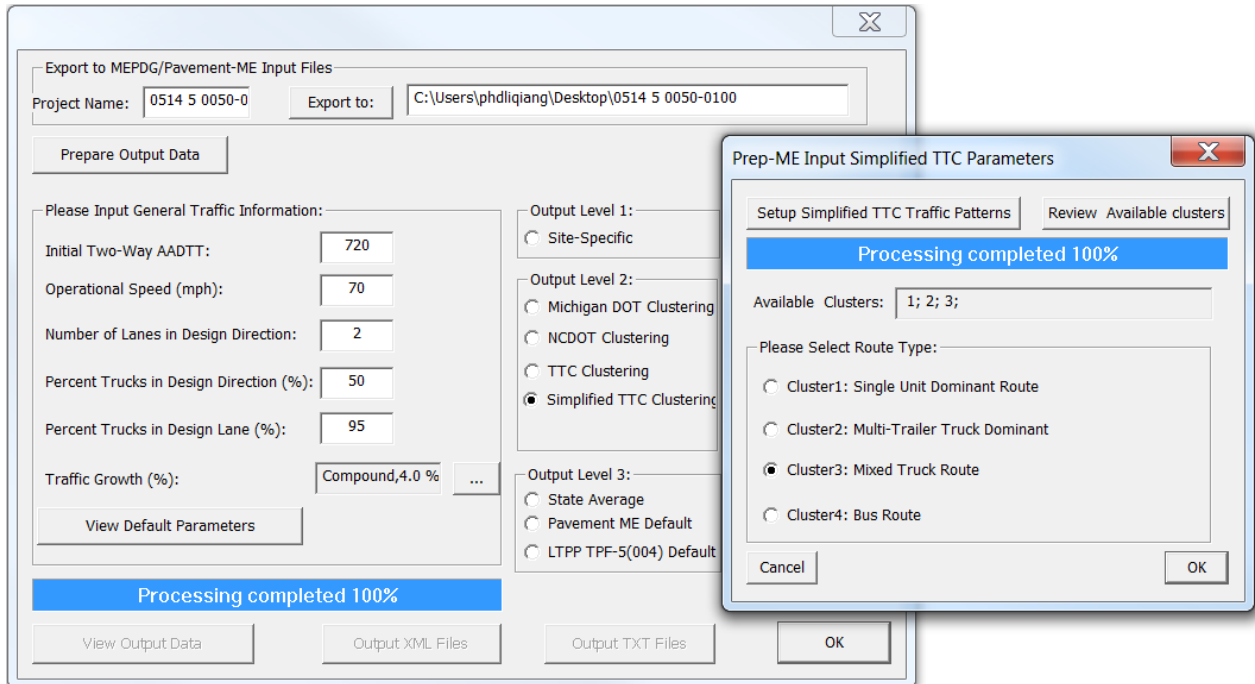 Export to MEPDG/Pavement-ME Input Files
Project Name: 0514 5 0050-0 Export to: C:\Users\phdliqiang\Desktop\0514 5 0050-0100
Prepare Output Data
Please Input General Traffic Information:
Initial Two-Way AADTT: 720
Operational Speed (mph): 70
Number of Lanes in Design Direction: 2
Percent Trucks in Design Direction (%): 50
Percent Trucks in Design Lane (%): 95
Traffic Growth (%): Compound,4.0 % ...
View Default Parameters
Output Level 1:
Site-Specific
Output Level 2:
Michigan DOT Clustering
NCDOT Clustering
TTC Clustering
Simplified TTC Clustering
Output Level 3:
State Average
Pavement ME Default
LTPP TPF-5(004) Default
Processing completed 100%
View Output Data Output XML Files Output TXT Files OK
Prep-ME Input Simplified TTC Parameters
Setup Simplified TTC Traffic Patterns Review Available clusters
Processing completed 100%
Available Clusters: 1; 2; 3;
Please Select Route Type:
Cluster1: Single Unit Dominant Route
Cluster2: Multi-Trailer Truck Dominant
Cluster3: Mixed Truck Route
Cluster4: Bus Route
Cancel OK